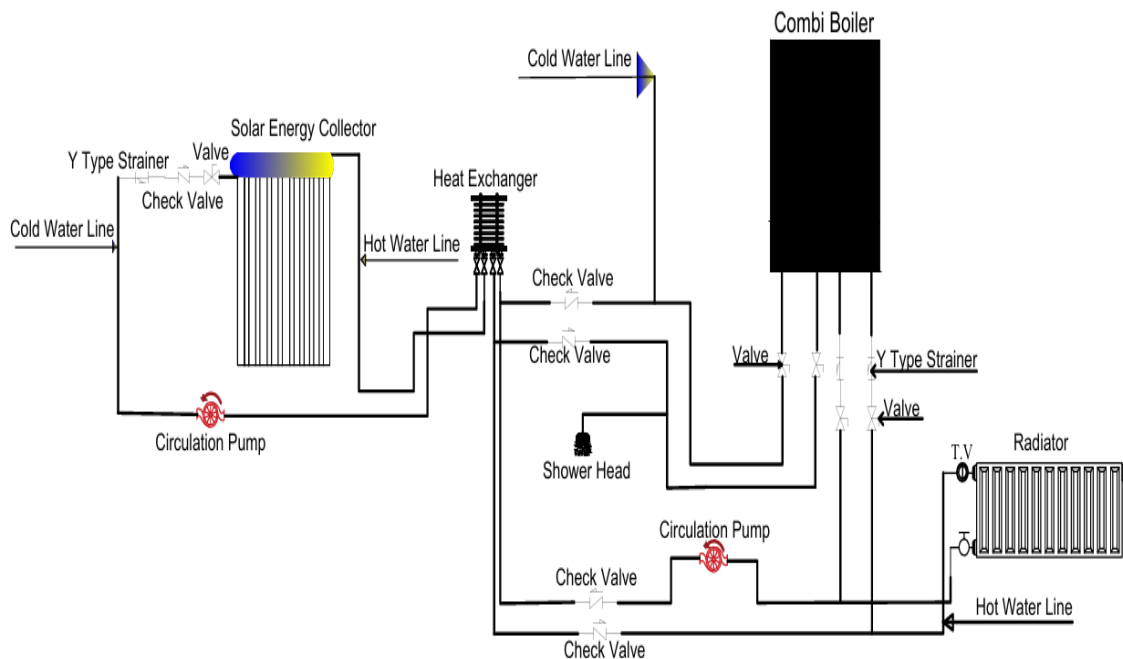 Combi Boiler
Cold Water Line
Solar Energy Collector
Valve
Y Type Strainer
Check Valve
Heat Exchanger
Cold Water Line
Hot Water Line
Check Valve
Check Valve
Valve
Y Type Strainer
Valve
Circulation Pump
Shower Head
T.V
Radiator
Circulation Pump
Check Valve
Hot Water Line
Check Valve